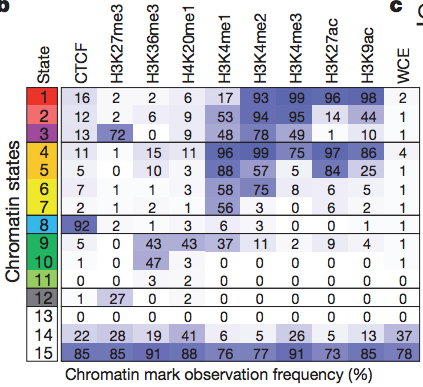 b
c
State
CTCF
H3K27me3
H3K36me3
H4K20me1
H3K4me1
H3K4me2
H3K4me3
H3K27ac
H3K9ac
WCE
Chromatin states
1 16 2 2 6 17 93 99 96 98 2
2 12 2 6 9 53 94 95 14 44 1
3 13 72 0 9 48 78 49 1 10 1
4 11 1 15 11 96 99 75 97 86 4
5 5 0 10 3 88 57 5 84 25 1
6 7 1 1 3 58 75 8 6 5 1
7 2 1 2 1 56 3 0 6 2 1
8 92 2 1 3 6 3 0 0 1 1
9 5 0 43 43 37 11 2 9 4 1
10 1 0 47 3 0 0 0 0 0 1
11 0 0 3 2 0 0 0 0 0 0
12 1 27 0 2 0 0 0 0 0 0
13 0 0 0 0 0 0 0 0 0 0
14 22 28 19 41 6 5 26 5 13 37
15 85 85 91 88 76 77 91 73 85 78
Chromatin mark observation frequency (%)